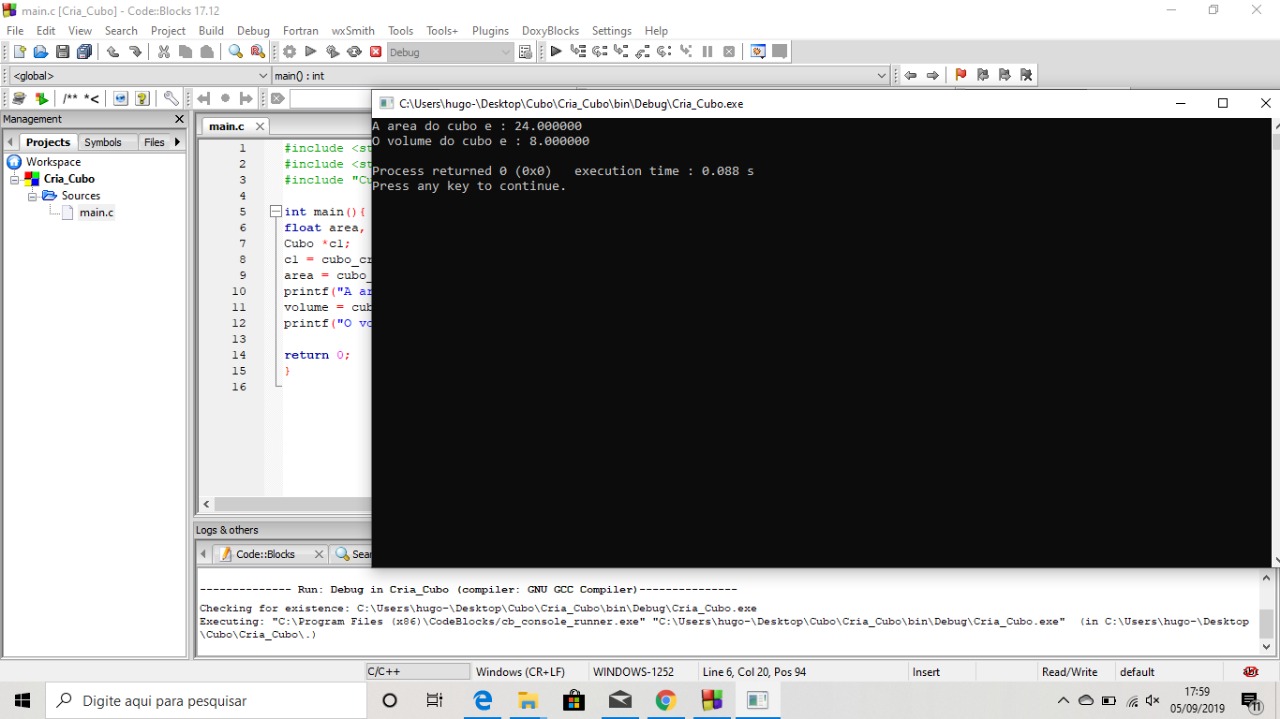 main.c [Cria_Cubo] - Code::Blocks 17.12
File Edit View Search Project Build Debug Fortran wxSmith Tools Tools+ Plugins DoxyBlocks Settings Help
Debug
<global> main() : int
/** *<
Management
Projects Symbols Files
Workspace
Cria_Cubo
Sources
main.c
main.c
1 #include <st
2 #include <st
3 #include "Cu
4
5 int main(){
6 float area,
7 Cubo *c1;
8 c1 = cubo_cr
9 area = cubo_
10 printf("A ar
11 volume = cub
12 printf("O vo
13
14 return 0;
15 }
16
C:\Users\hugo-\Desktop\Cubo\Cria_Cubo\bin\Debug\Cria_Cubo.exe
A area do cubo e : 24.000000
O volume do cubo e : 8.000000
Process returned 0 (0x0)   execution time : 0.088 s
Press any key to continue.
Logs & others
Code::Blocks Sear
-------------- Run: Debug in Cria_Cubo (compiler: GNU GCC Compiler)---------------
Checking for existence: C:\Users\hugo-\Desktop\Cubo\Cria_Cubo\bin\Debug\Cria_Cubo.exe
Executing: "C:\Program Files (x86)\CodeBlocks/cb_console_runner.exe" "C:\Users\hugo-\Desktop\Cubo\Cria_Cubo\bin\Debug\Cria_Cubo.exe"  (in C:\Users\hugo-\Desktop
\Cubo\Cria_Cubo\.)
C/C++ Windows (CR+LF) WINDOWS-1252 Line 6, Col 20, Pos 94 Insert Read/Write default
Digite aqui para pesquisar
17:59
05/09/2019
11